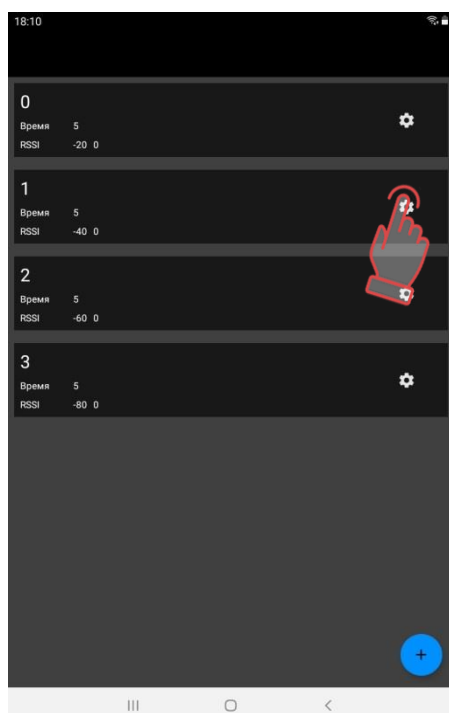 18:10
0
Время 5
RSSI -20 0
1
Время 5
RSSI -40 0
2
Время 5
RSSI -60 0
3
Время 5
RSSI -80 0
+